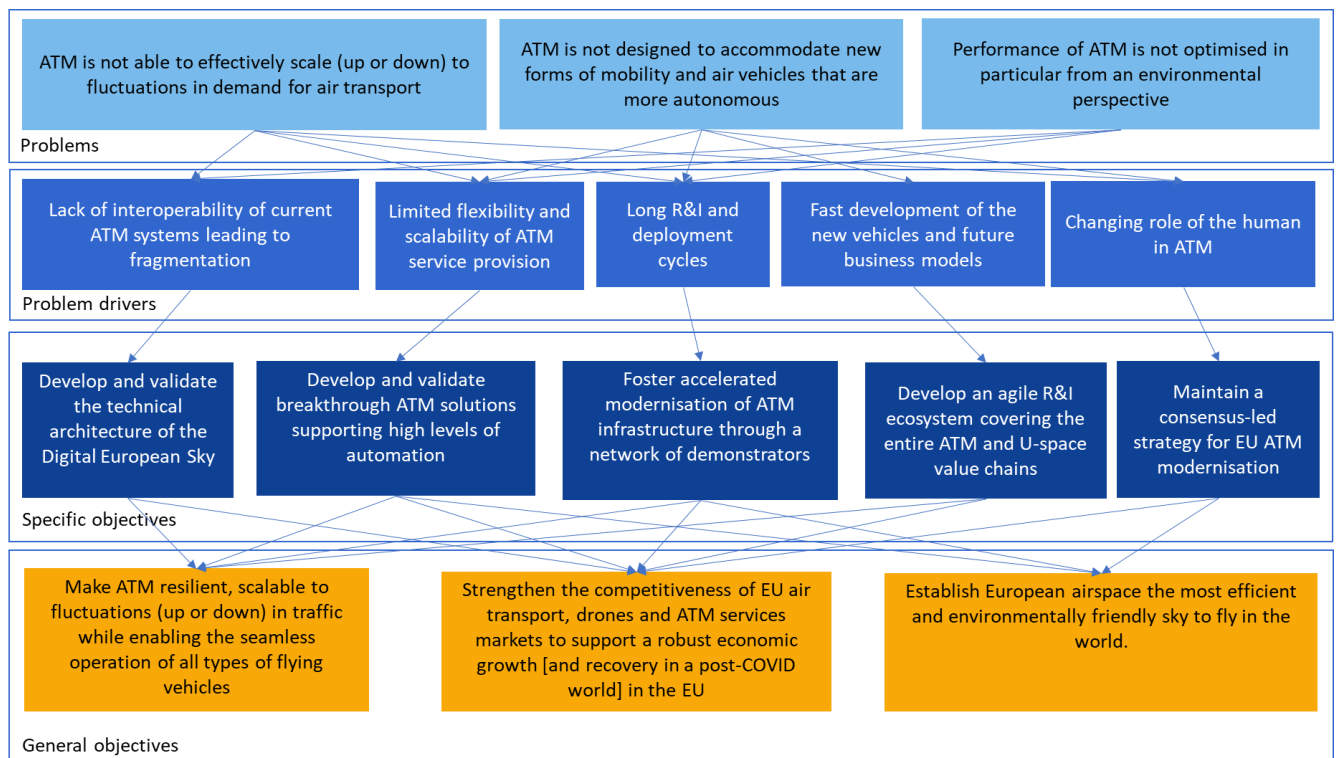 ATM is not able to effectively scale (up or down) to
fluctuations in demand for air transport
ATM is not designed to accommodate new
forms of mobility and air vehicles that are
more autonomous
Performance of ATM is not optimised in
particular from an environmental
perspective
Problems
Lack of interoperability of current
ATM systems leading to
fragmentation
Limited flexibility and
scalability of ATM
service provision
Long R&I and
deployment
cycles
Fast development of the
new vehicles and future
business models
Changing role of the human
in ATM
Problem drivers
Develop and validate
the technical
architecture of the
Digital European Sky
Develop and validate
breakthrough ATM solutions
supporting high levels of
automation
Foster accelerated
modernisation of ATM
infrastructure through a
network of demonstrators
Develop an agile R&I
ecosystem covering the
entire ATM and U-space
value chains
Maintain a
consensus-led
strategy for EU ATM
modernisation
Specific objectives
Make ATM resilient, scalable to
fluctuations (up or down) in traffic
while enabling the seamless
operation of all types of flying
vehicles
Strengthen the competitiveness of EU air
transport, drones and ATM services
markets to support a robust economic
growth [and recovery in a post-COVID
world] in the EU
Establish European airspace the most efficient
and environmentally friendly sky to fly in the
world.
General objectives